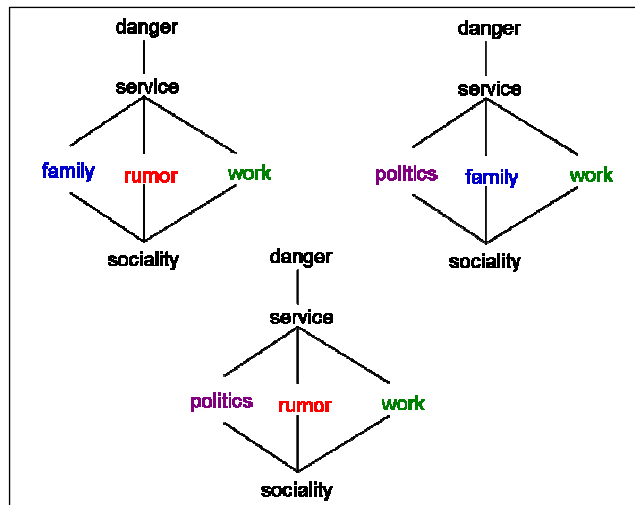 danger
service
family rumor work
sociality
danger
service
politics family work
sociality
danger
service
politics rumor work
sociality